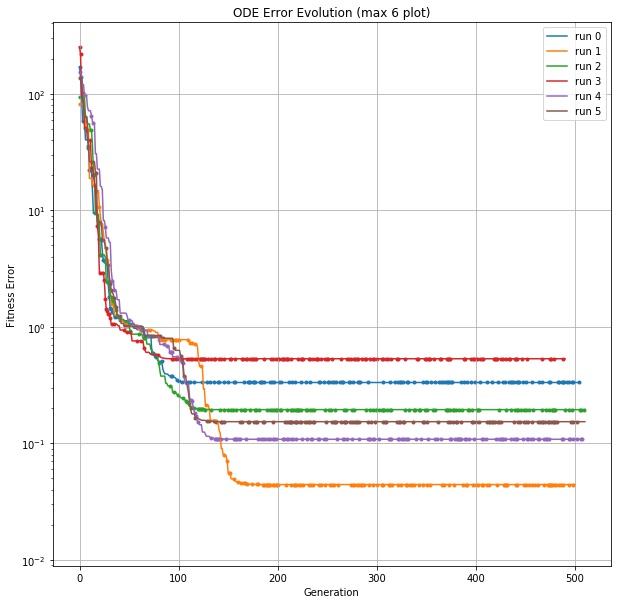 ODE Error Evolution (max 6 plot)
run 0
run 1
run 2
run 3
run 4
run 5
Fitness Error
10²
10¹
10⁰
10⁻¹
10⁻²
0 100 200 300 400 500
Generation